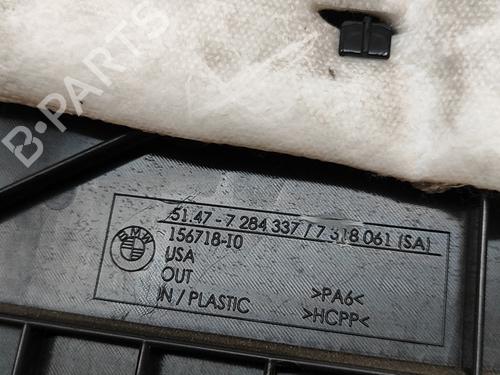 B-PARTS
51.47 - 7 284 337 / 7 318 061 (SA)
BMW
156718-10
USA
OUT
IN / PLASTIC
>PA6<
>HCPP<